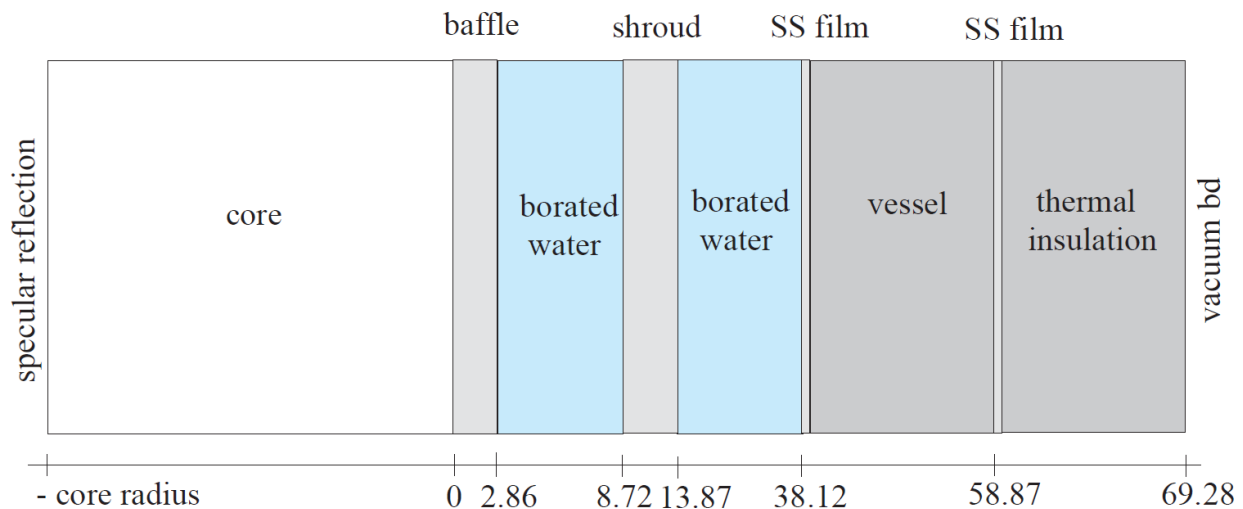 baffle
shroud
SS film
SS film
specular reflection
core
borated
water
borated
water
vessel
thermal
insulation
vacuum bd
- core radius
0
2.86
8.72
13.87
38.12
58.87
69.28